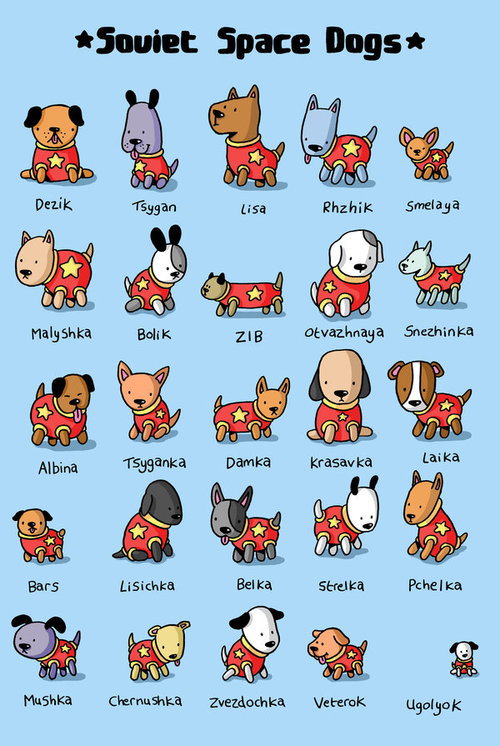 ★Soviet Space Dogs★
Dezik Tsygan Lisa Rhzhik Smelaya
Malyshka Bolik ZIB Otvazhnaya Snezhinka
Albina Tsyganka Damka Krasavka Laika
Bars Lisichka Belka Strelka Pchelka
Mushka Chernushka Zvezdochka Veterok Ugolyok